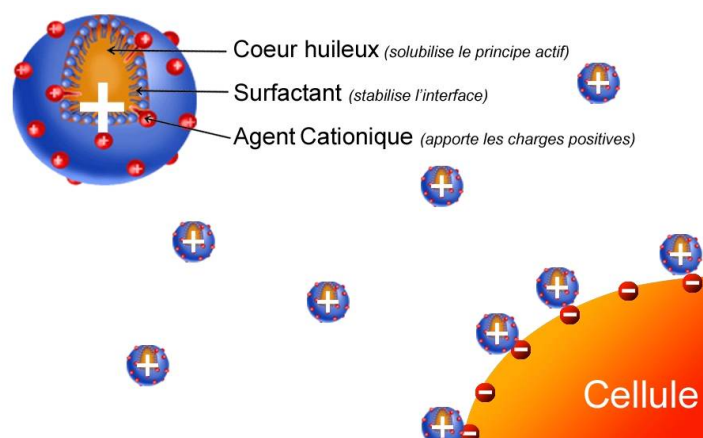 Coeur huileux (solubilise le principe actif)
Surfactant (stabilise l'interface)
Agent Cationique (apporte les charges positives)
Cellule